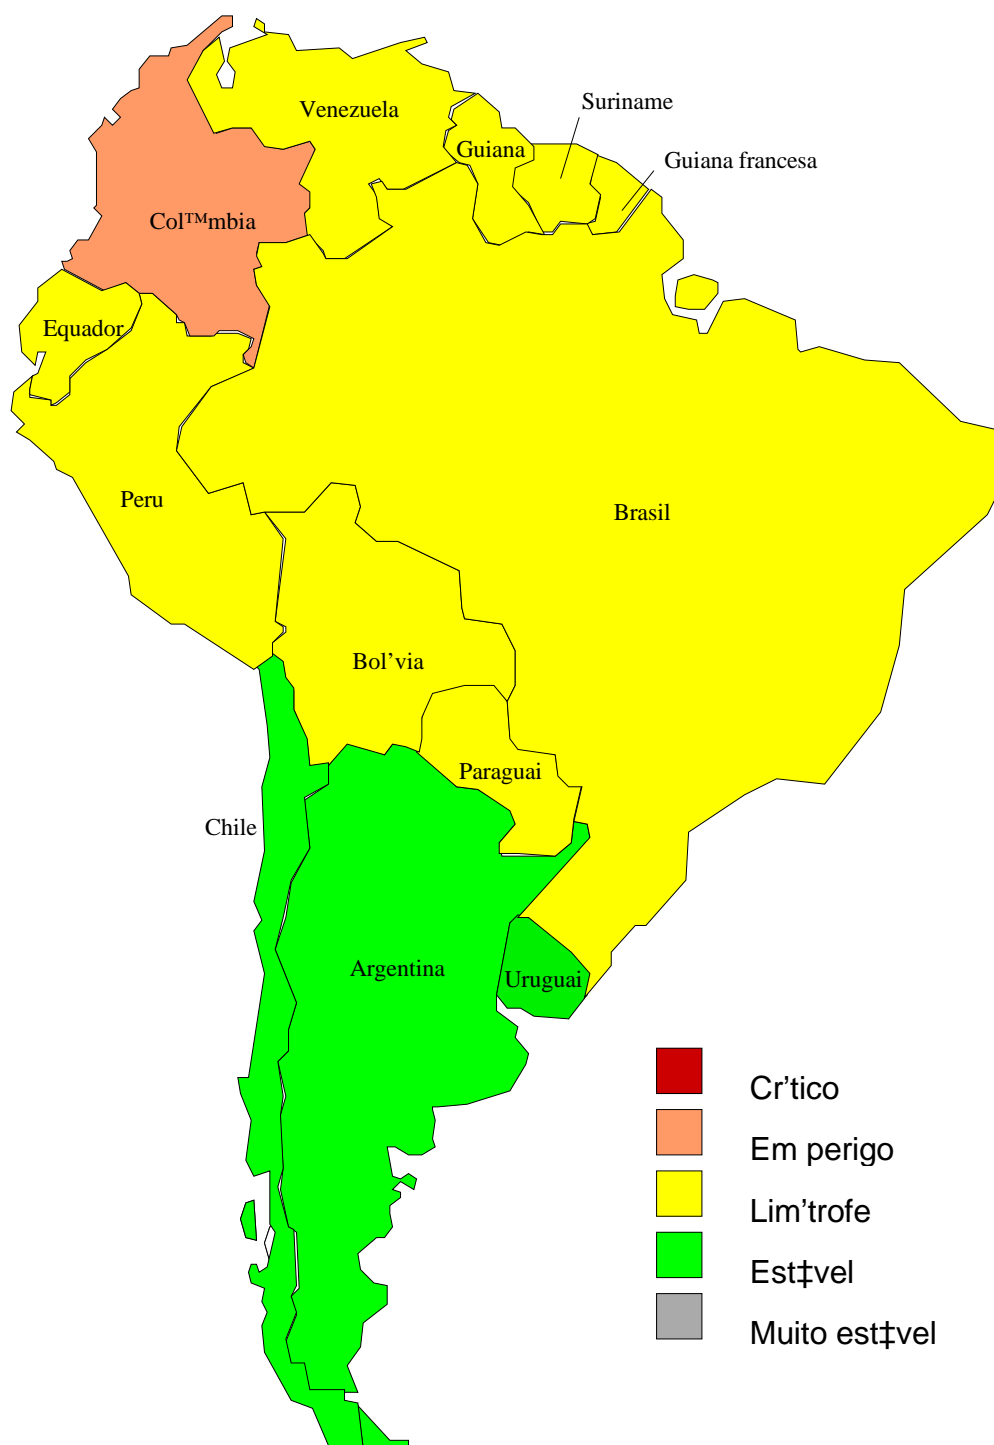 Suriname
Venezuela
Guiana
Guiana francesa
Col™mbia
Equador
Peru
Brasil
Bol’via
Paraguai
Chile
Argentina
Uruguai
Cr’tico
Em perigo
Lim’trofe
Est‡vel
Muito est‡vel